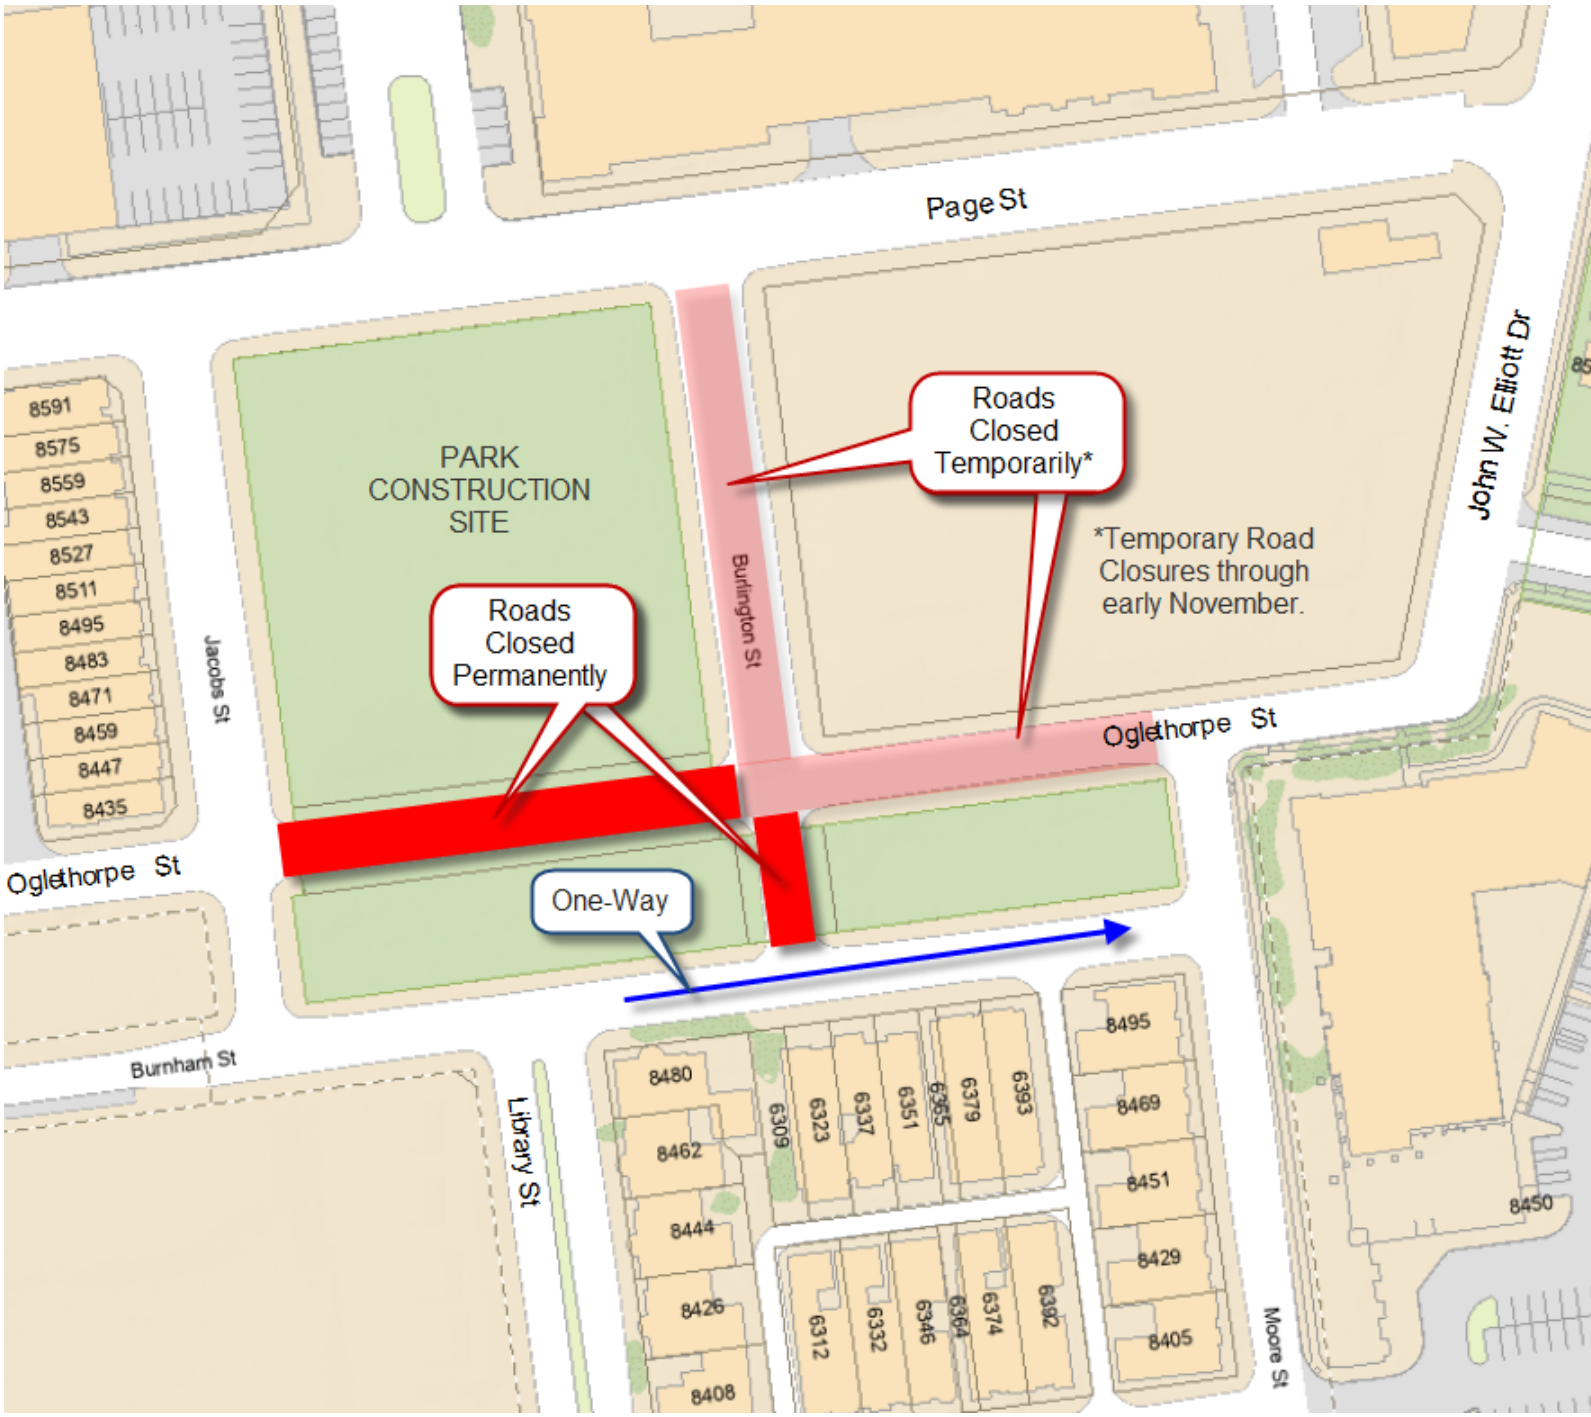 Page St
John W. Elliott Dr
Roads
Closed
Temporarily*
*Temporary Road
Closures through
early November.
PARK
CONSTRUCTION
SITE
Burlington St
Roads
Closed
Permanently
Jacobs St
8591
8575
8559
8543
8527
8511
8495
8483
8471
8459
8447
8435
85
Oglethorpe St
Oglethorpe St
One-Way
Burnham St
Library St
8480
8462
8444
8426
8408
6309
6323
6337
6351
6365
6379
6393
6312
6332
6346
6364
6374
6392
8495
8469
8451
8429
8405
8450
Moore St